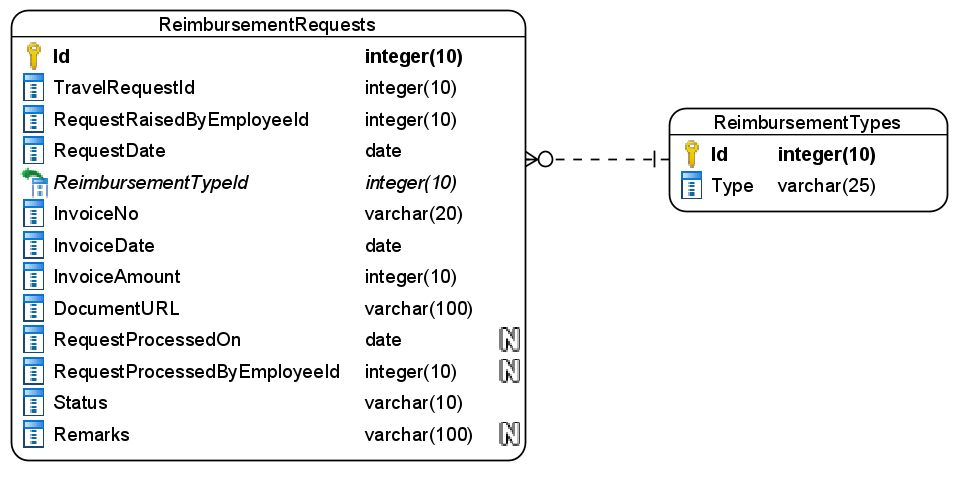 ReimbursementRequests
Id integer(10)
TravelRequestId integer(10)
RequestRaisedByEmployeeId integer(10)
RequestDate date
ReimbursementTypeId integer(10)
InvoiceNo varchar(20)
InvoiceDate date
InvoiceAmount integer(10)
DocumentURL varchar(100)
RequestProcessedOn date N
RequestProcessedByEmployeeId integer(10) N
Status varchar(10)
Remarks varchar(100) N
ReimbursementTypes
Id integer(10)
Type varchar(25)